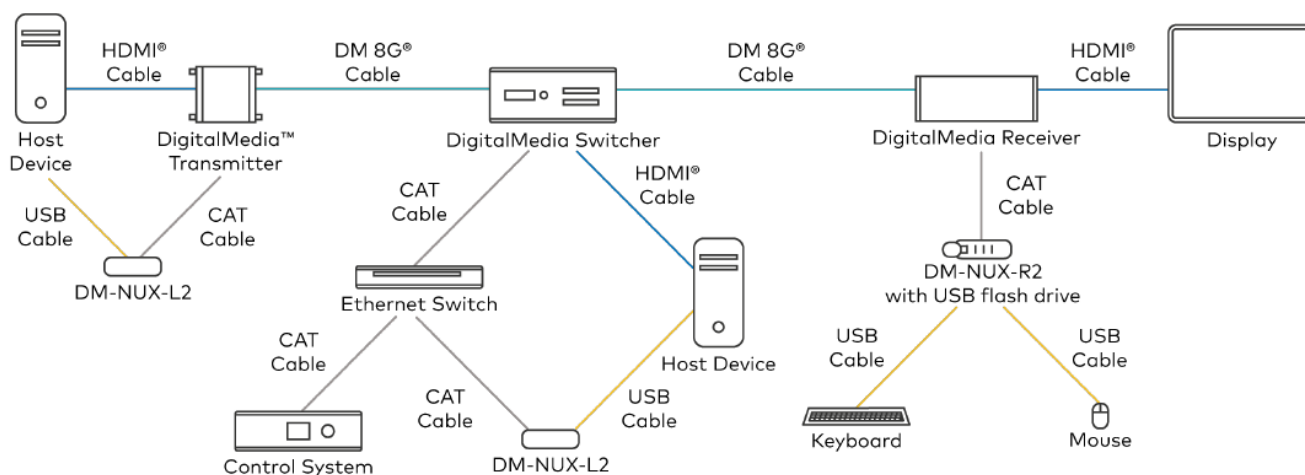 HDMI®
Cable
DM 8G®
Cable
DM 8G®
Cable
HDMI®
Cable
Host
Device
DigitalMedia™
Transmitter
DigitalMedia Switcher
DigitalMedia Receiver
Display
USB
Cable
CAT
Cable
CAT
Cable
HDMI®
Cable
CAT
Cable
DM-NUX-L2
Ethernet Switch
DM-NUX-R2
with USB flash drive
CAT
Cable
CAT
Cable
USB
Cable
Host Device
USB
Cable
USB
Cable
Control System
DM-NUX-L2
Keyboard
Mouse